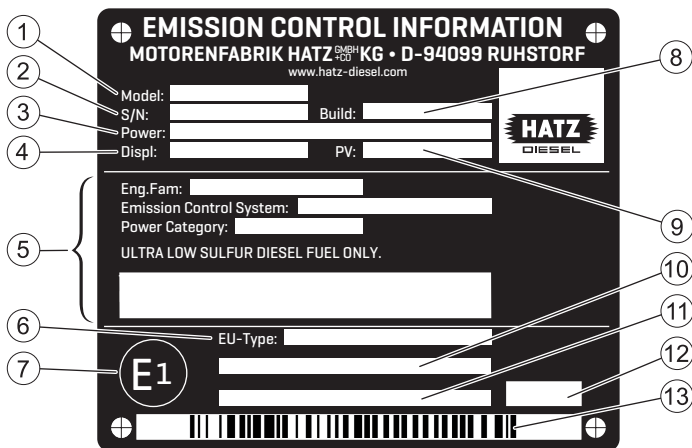 EMISSION CONTROL INFORMATION
MOTORENFABRIK HATZ GMBH +CO KG • D-94099 RUHSTORF
www.hatz-diesel.com
1
Model:
2
S/N:
Build:
8
3
Power:
HATZ
DIESEL
4
Displ:
PV:
9
5
Eng.Fam:
Emission Control System:
Power Category:
ULTRA LOW SULFUR DIESEL FUEL ONLY.
10
11
6
EU-Type:
7
E1
12
13